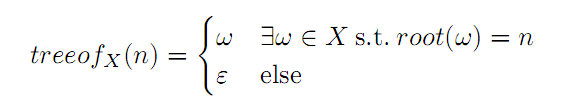 treeof_X(n) = { ω ∃ω ∈ X s.t. root(ω) = n
ε else